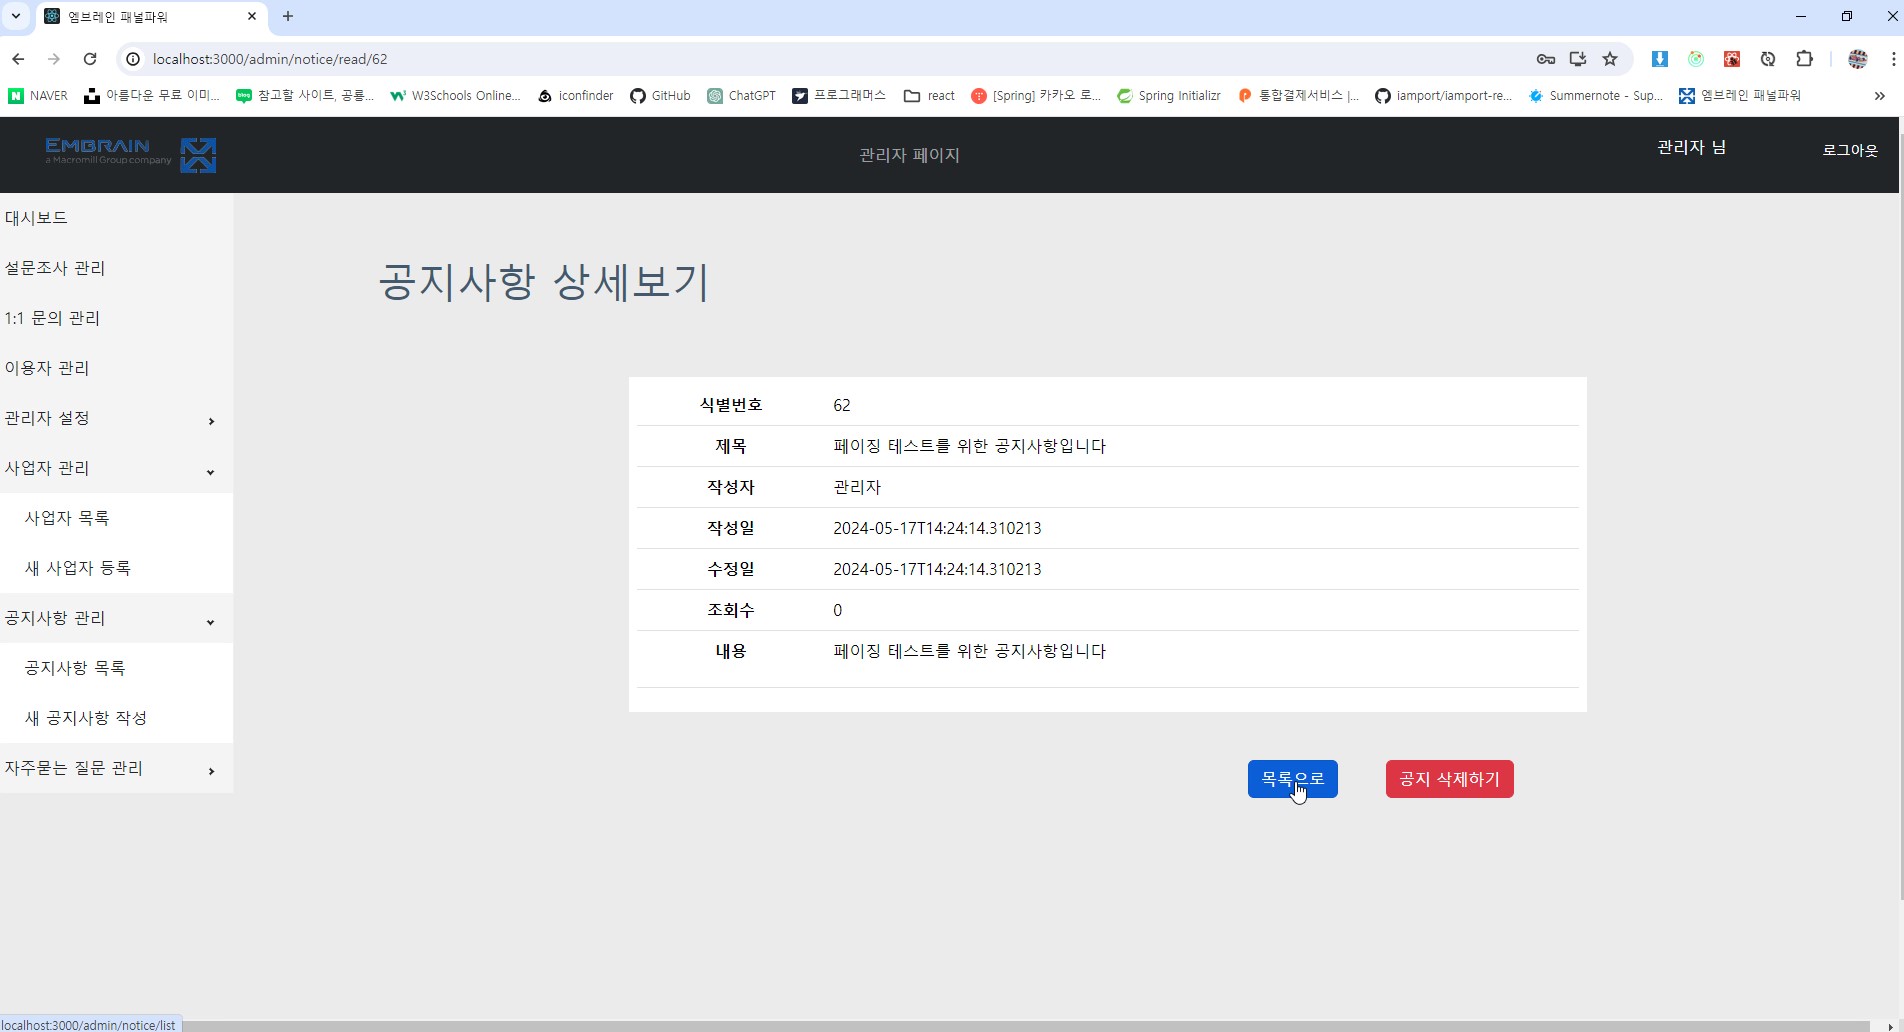 엠브레인 패널파워
localhost:3000/admin/notice/read/62
NAVER 아름다운 무료 이미... 참고할 사이트, 공룡... W3Schools Online... iconfinder GitHub ChatGPT 프로그래머스 react [Spring] 카카오 로... Spring Initializr 통합결제서비스 |... iamport/iamport-re... Summernote - Sup... 엠브레인 패널파워
EMBRAIN
a Macromill Group company
관리자 페이지
관리자 님
로그아웃
대시보드
설문조사 관리
1:1 문의 관리
이용자 관리
관리자 설정
사업자 관리
사업자 목록
새 사업자 등록
공지사항 관리
공지사항 목록
새 공지사항 작성
자주묻는 질문 관리
공지사항 상세보기
식별번호 62
제목 페이징 테스트를 위한 공지사항입니다
작성자 관리자
작성일 2024-05-17T14:24:14.310213
수정일 2024-05-17T14:24:14.310213
조회수 0
내용 페이징 테스트를 위한 공지사항입니다
목록으로 공지 삭제하기
localhost:3000/admin/notice/list